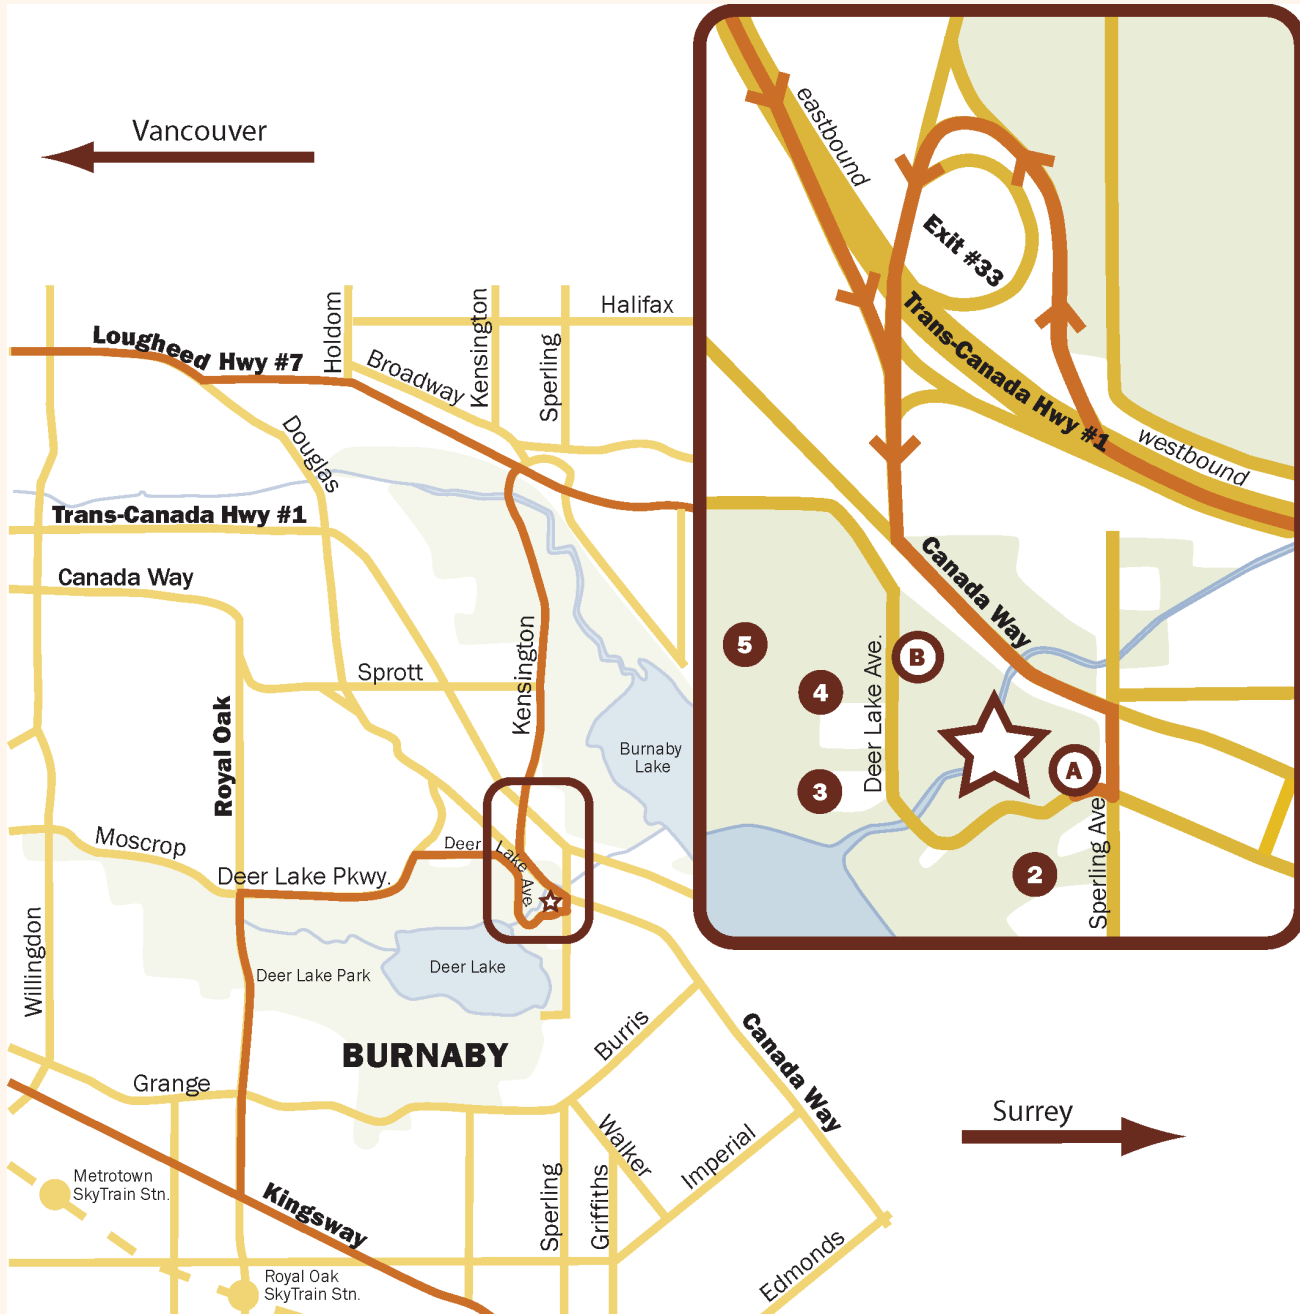 Vancouver
eastbound
Exit #33
Trans-Canada Hwy #1
westbound
Canada Way
Deer Lake Ave.
Sperling Ave.
5
4
3
2
B
A
Halifax
Holdom
Kensington
Sperling
Lougheed Hwy #7
Broadway
Douglas
Trans-Canada Hwy #1
Canada Way
Kensington
Sprott
Royal Oak
Burnaby
Lake
Moscrop
Deer Lake Ave.
Deer Lake Pkwy.
Willingdon
Deer Lake Park
Deer Lake
BURNABY
Burris
Canada Way
Grange
Surrey
Walker
Imperial
Metrotown
SkyTrain Stn.
Kingsway
Sperling
Griffiths
Edmonds
Royal Oak
SkyTrain Stn.